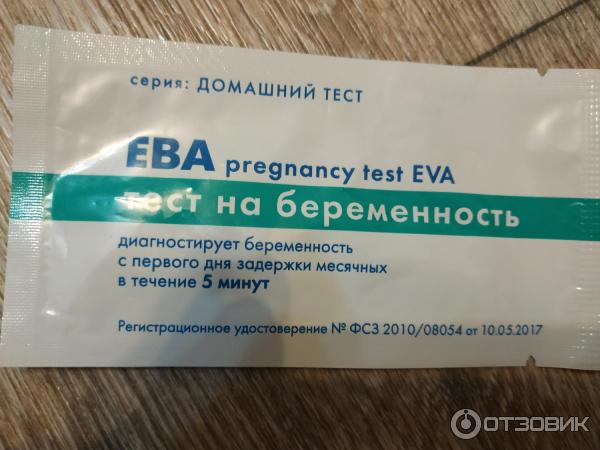 серия: ДОМАШНИЙ ТЕСТ
ЕВА pregnancy test EVA
тест на беременность
диагностирует беременность
с первого дня задержки месячных
в течение 5 минут
Регистрационное удостоверение № ФСЗ 2010/08054 от 10.05.2017
ОТЗОВИК